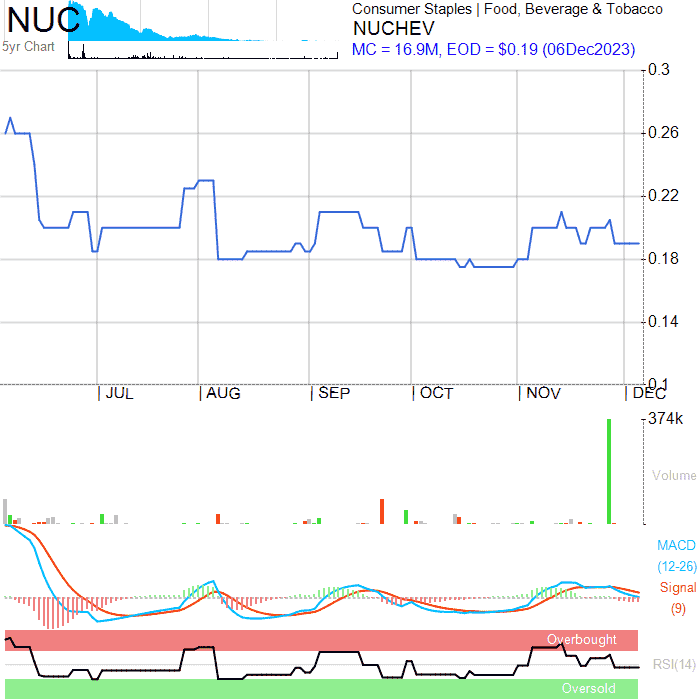 NUC
5yr Chart
Consumer Staples | Food, Beverage & Tobacco
NUCHEV
MC = 16.9M, EOD = $0.19 (06Dec2023)
0.3
0.26
0.22
0.18
0.14
0.1
JUL
AUG
SEP
OCT
NOV
DEC
374k
Volume
MACD
(12-26)
Signal
(9)
Overbought
RSI(14)
Oversold